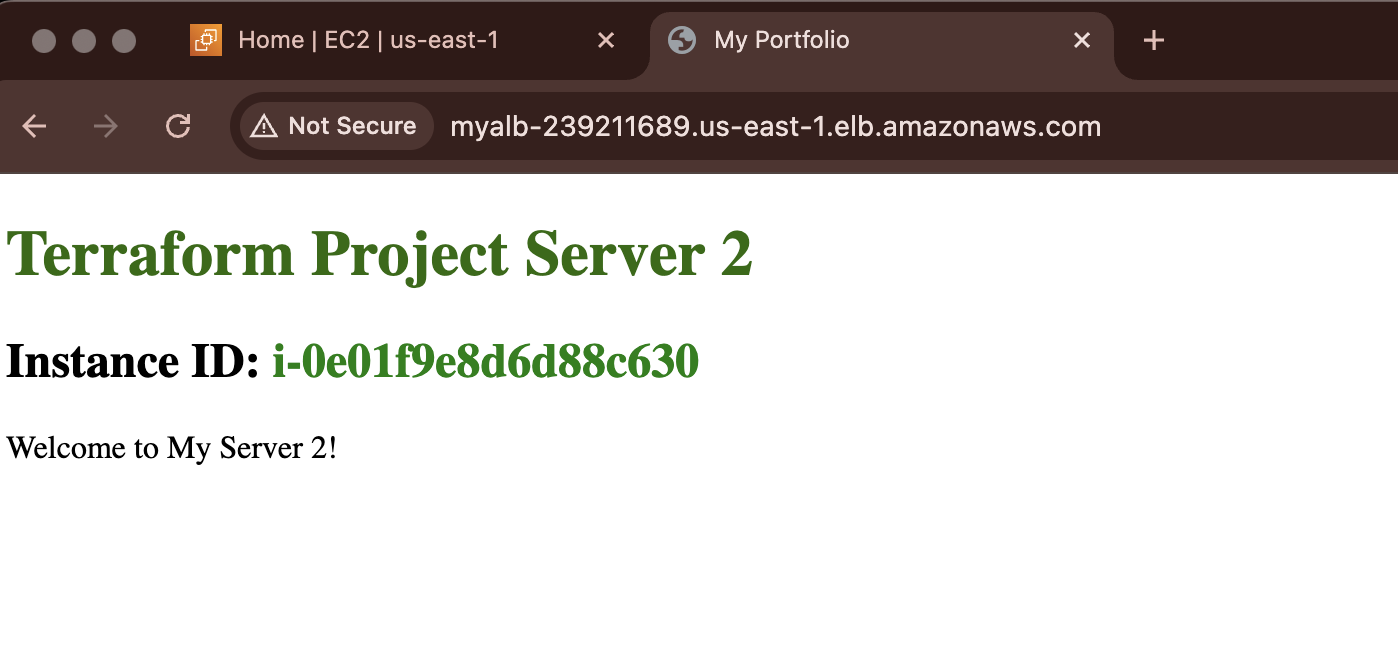 Home | EC2 | us-east-1
My Portfolio
Not Secure
myalb-239211689.us-east-1.elb.amazonaws.com
Terraform Project Server 2
Instance ID: i-0e01f9e8d6d88c630
Welcome to My Server 2!